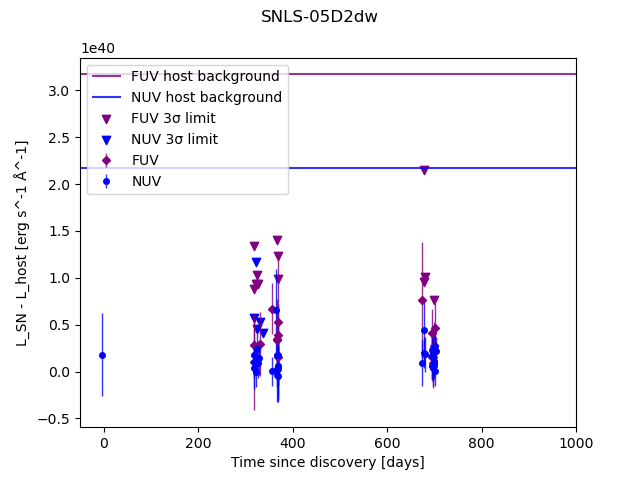 SNLS-05D2dw
1e40
FUV host background
NUV host background
FUV 3σ limit
NUV 3σ limit
FUV
NUV
L_SN - L_host [erg s^-1 Å^-1]
3.0
2.5
2.0
1.5
1.0
0.5
0.0
−0.5
0
200
400
600
800
1000
Time since discovery [days]